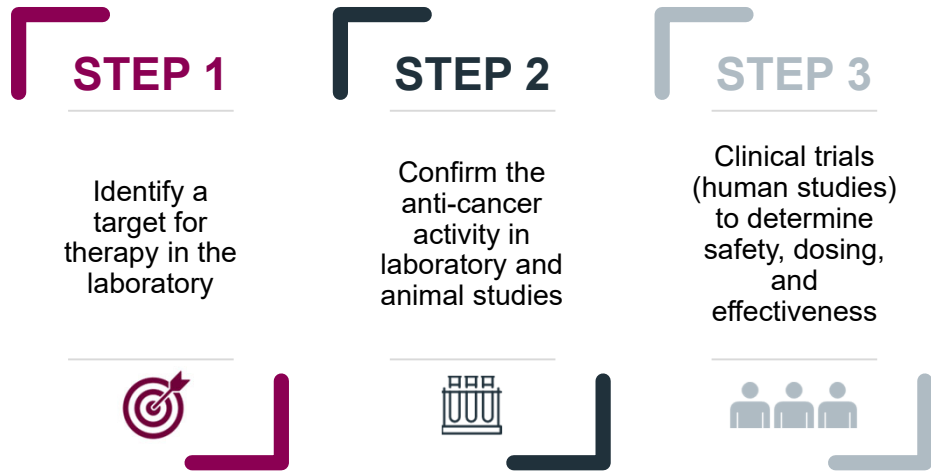 STEP 1
Identify a
target for
therapy in the
laboratory
STEP 2
Confirm the
anti-cancer
activity in
laboratory and
animal studies
STEP 3
Clinical trials
(human studies)
to determine
safety, dosing,
and
effectiveness